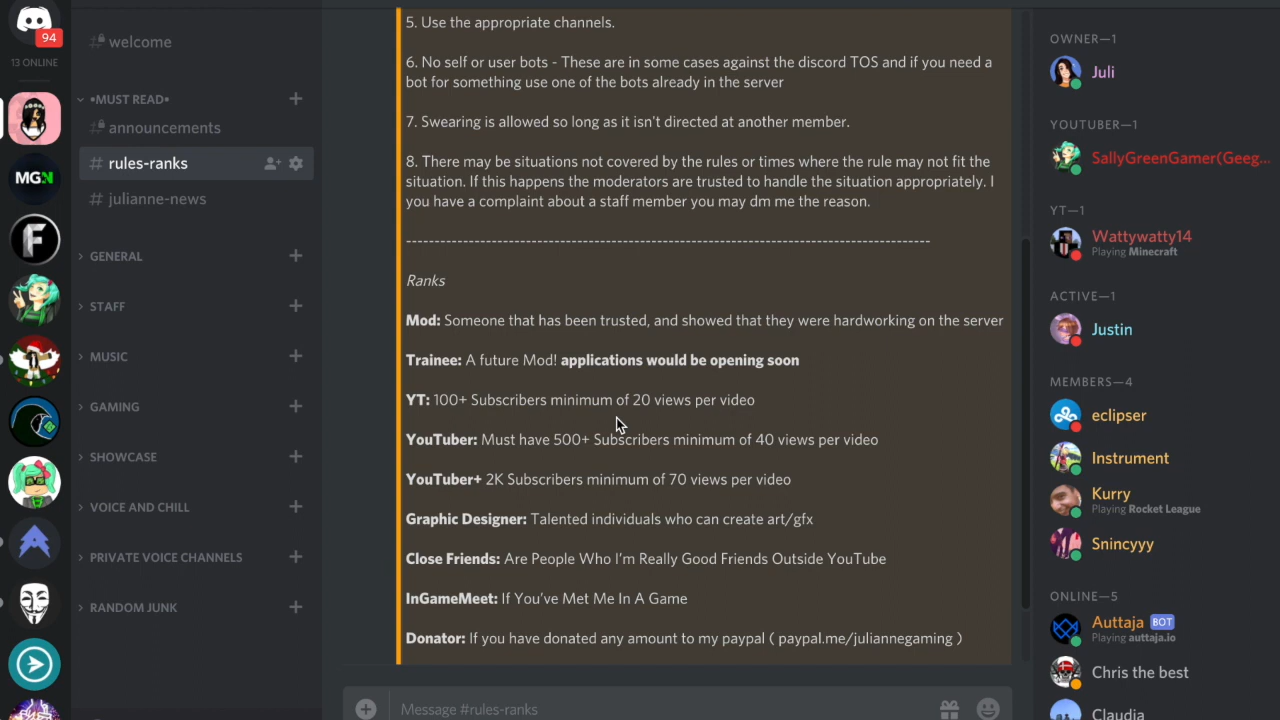 94
13 ONLINE
MGN
F
welcome
•MUST READ•
announcements
rules-ranks
julianne-news
GENERAL
STAFF
MUSIC
GAMING
SHOWCASE
VOICE AND CHILL
PRIVATE VOICE CHANNELS
RANDOM JUNK
5. Use the appropriate channels.
6. No self or user bots - These are in some cases against the discord TOS and if you need a
bot for something use one of the bots already in the server
7. Swearing is allowed so long as it isn't directed at another member.
8. There may be situations not covered by the rules or times where the rule may not fit the
situation. If this happens the moderators are trusted to handle the situation appropriately. I
you have a complaint about a staff member you may dm me the reason.
--------------------------------------------------------------------------------------------
Ranks
Mod: Someone that has been trusted, and showed that they were hardworking on the server
Trainee: A future Mod! applications would be opening soon
YT: 100+ Subscribers minimum of 20 views per video
YouTuber: Must have 500+ Subscribers minimum of 40 views per video
YouTuber+ 2K Subscribers minimum of 70 views per video
Graphic Designer: Talented individuals who can create art/gfx
Close Friends: Are People Who I'm Really Good Friends Outside YouTube
InGameMeet: If You've Met Me In A Game
Donator: If you have donated any amount to my paypal ( paypal.me/juliannegaming )
Message #rules-ranks
OWNER—1
Juli
YOUTUBER—1
SallyGreenGamer(Geeg...
YT—1
Wattywatty14
Playing Minecraft
ACTIVE—1
Justin
MEMBERS—4
eclipser
Instrument
Kurry
Playing Rocket League
Snincyyy
ONLINE—5
Auttaja BOT
Playing auttaja.io
Chris the best
Claudia